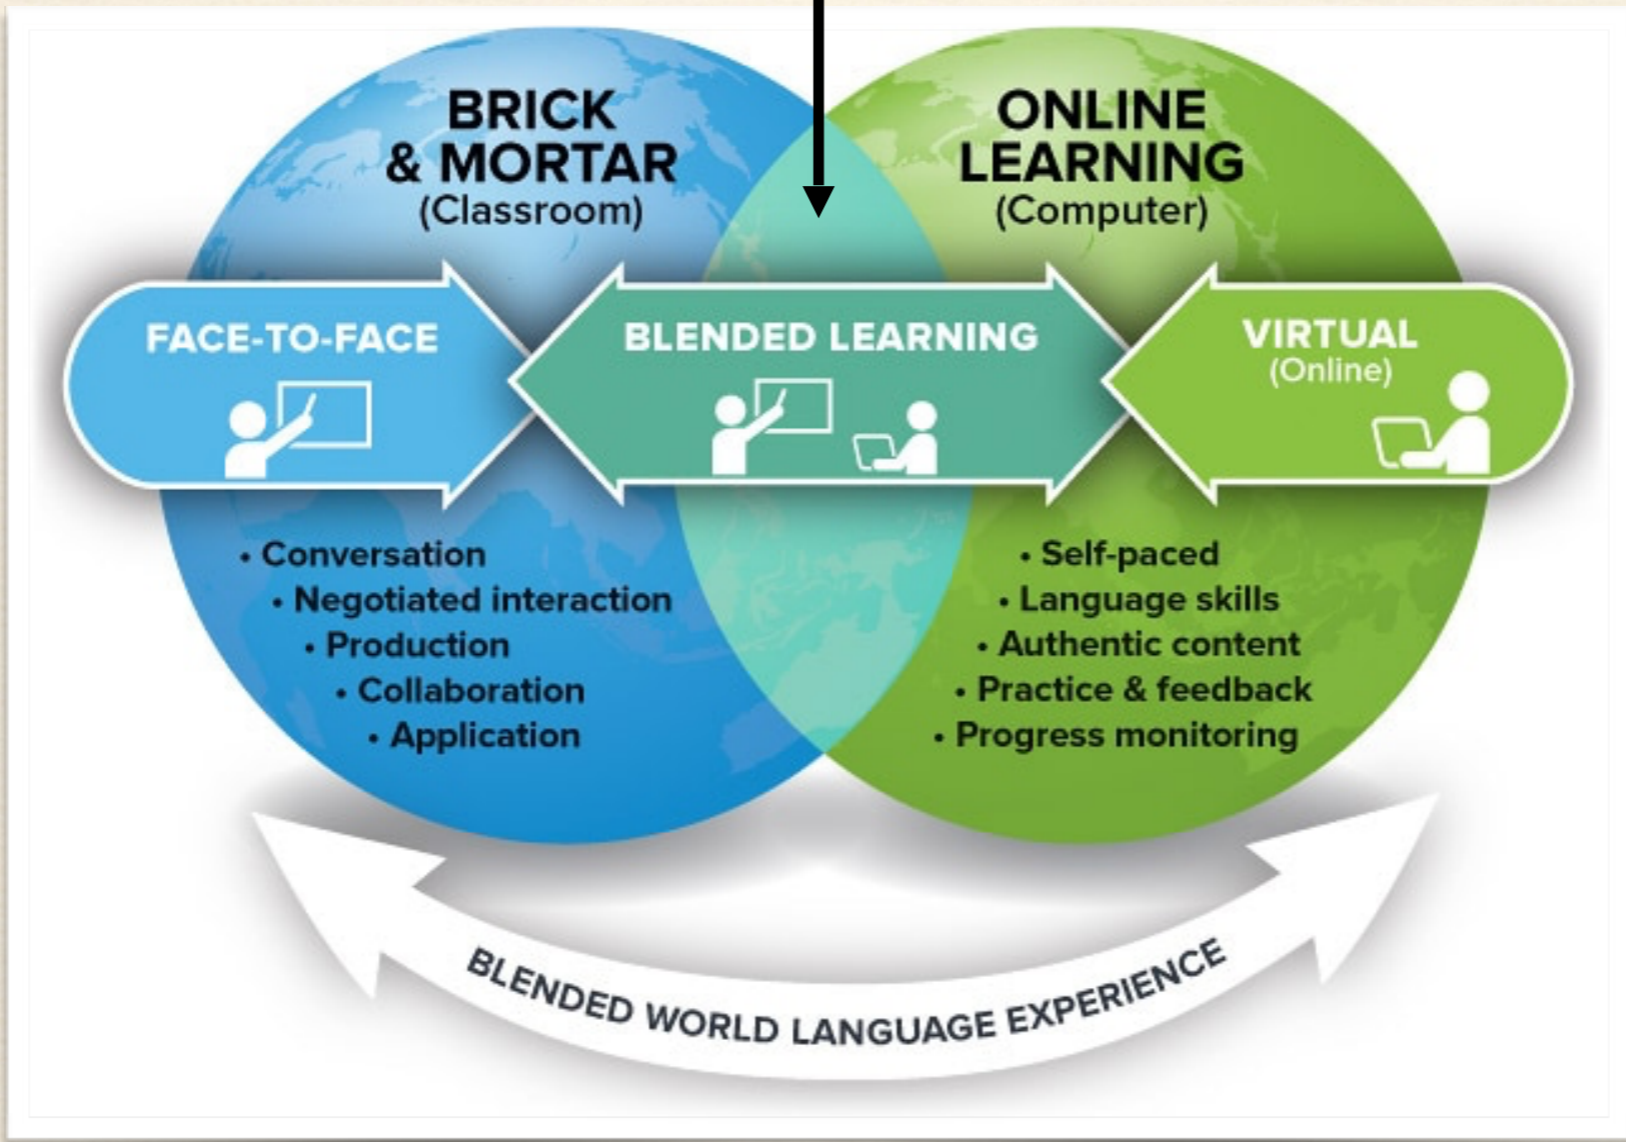 BRICK
& MORTAR
(Classroom)
ONLINE
LEARNING
(Computer)
FACE-TO-FACE
BLENDED LEARNING
VIRTUAL
(Online)
• Conversation
• Negotiated interaction
• Production
• Collaboration
• Application
• Self-paced
• Language skills
• Authentic content
• Practice & feedback
• Progress monitoring
BLENDED WORLD LANGUAGE EXPERIENCE